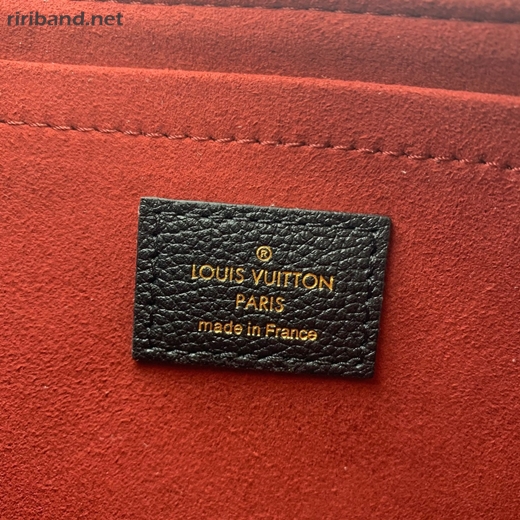 ririband.net
®
LOUIS VUITTON
PARIS
made in France